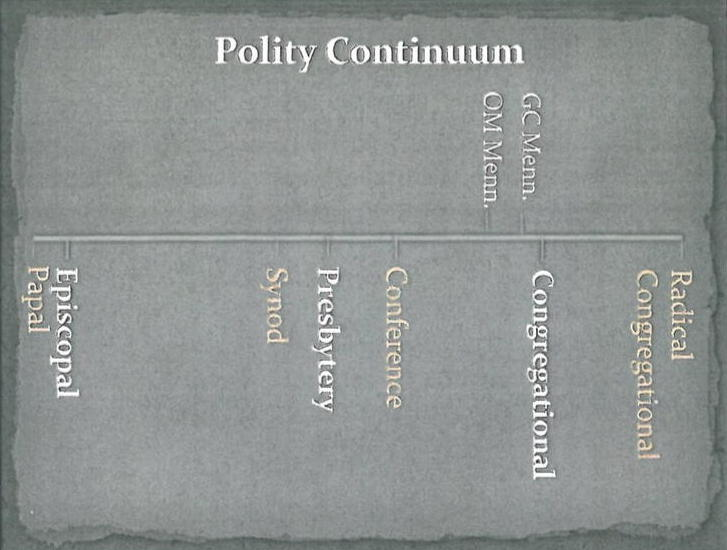 Polity Continuum
GC Menn.
OM Menn.
Radical
Congregational
Congregational
Conference
Presbytery
Synod
Episcopal
Papal